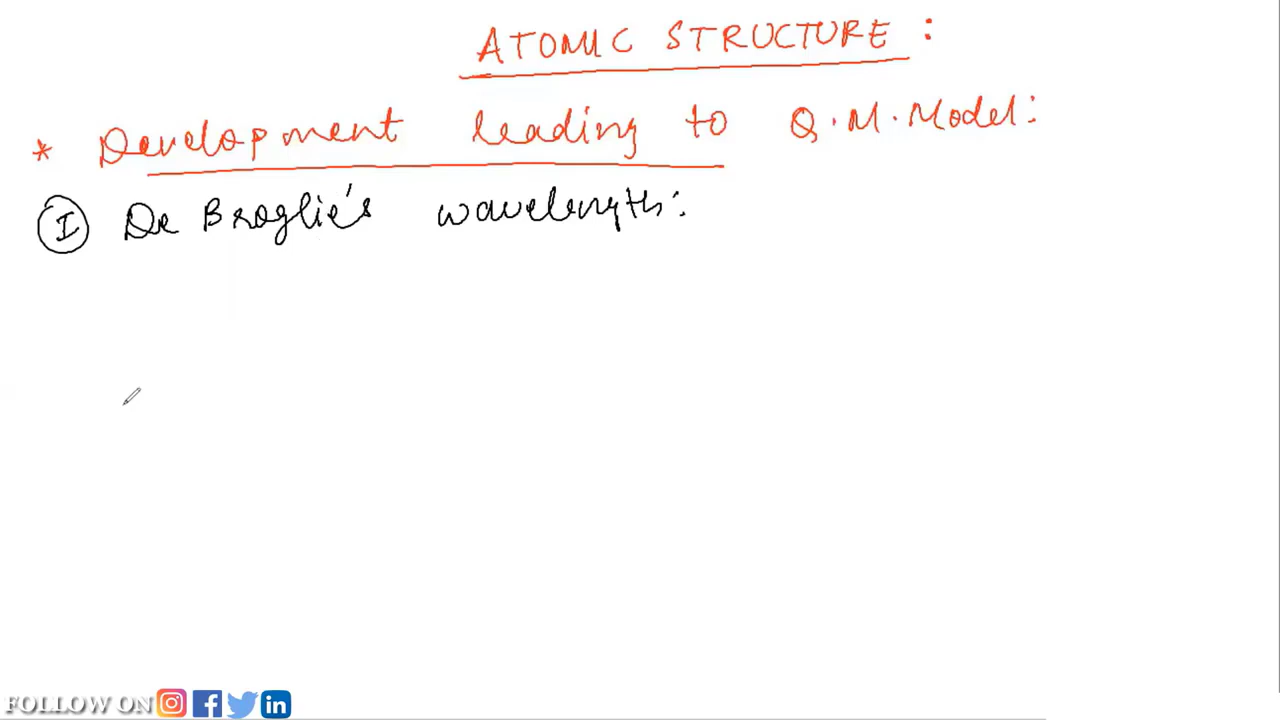 ATOMIC STRUCTURE:
* Development leading to Q.M.Model:
I De Broglie's wavelength:
FOLLOW ON